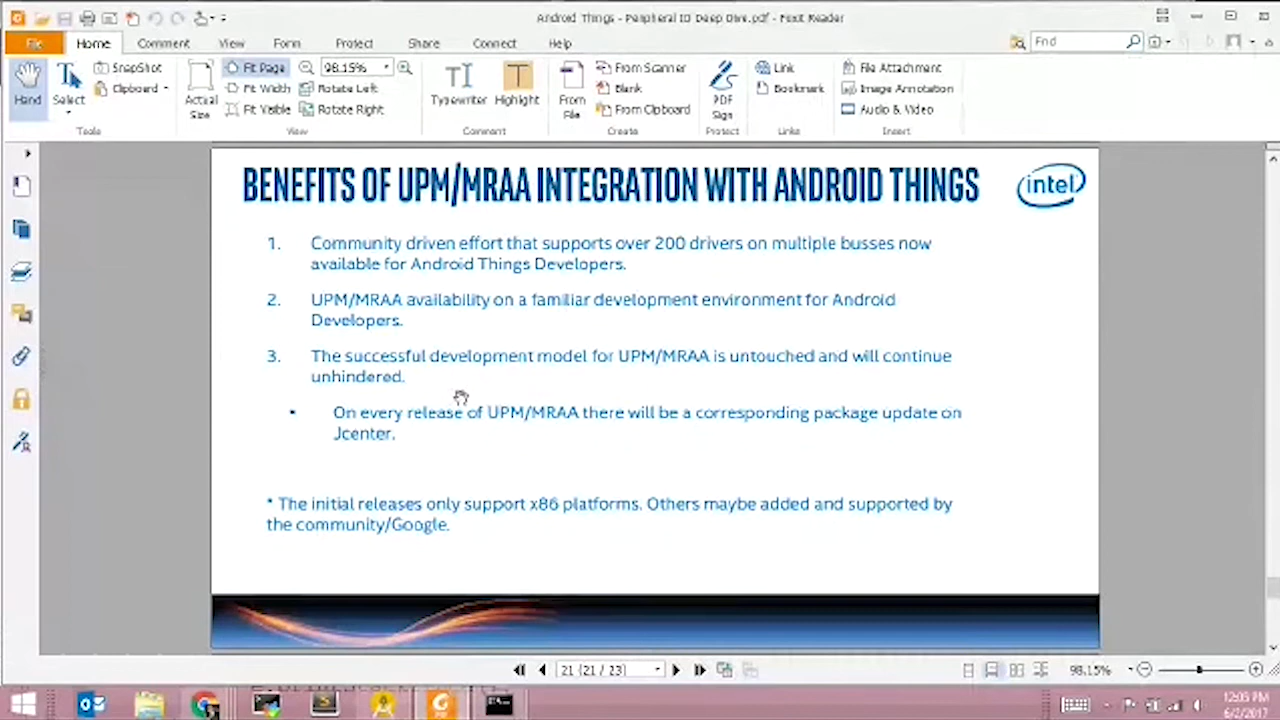 Android Things - Peripheral IO Deep Dive.pdf - Foxit Reader
File Home Comment View Form Protect Share Connect Help Find
Hand
Select
SnapShot
Clipboard
Tools
Actual Size
Fit Page
Fit Width
Fit Visible
98.15%
Rotate Left
Rotate Right
View
Typewriter
Highlight
Comment
From File
From Scanner
Blank
From Clipboard
Create
PDF Sign
Protect
Link
Bookmark
Links
File Attachment
Image Annotation
Audio & Video
Insert
BENEFITS OF UPM/MRAA INTEGRATION WITH ANDROID THINGS
intel
1. Community driven effort that supports over 200 drivers on multiple busses now
available for Android Things Developers.
2. UPM/MRAA availability on a familiar development environment for Android
Developers.
3. The successful development model for UPM/MRAA is untouched and will continue
unhindered.
• On every release of UPM/MRAA there will be a corresponding package update on
Jcenter.
* The initial releases only support x86 platforms. Others maybe added and supported by
the community/Google.
21 (21 / 23)
98.15%
12:03 PM
6/2/2017